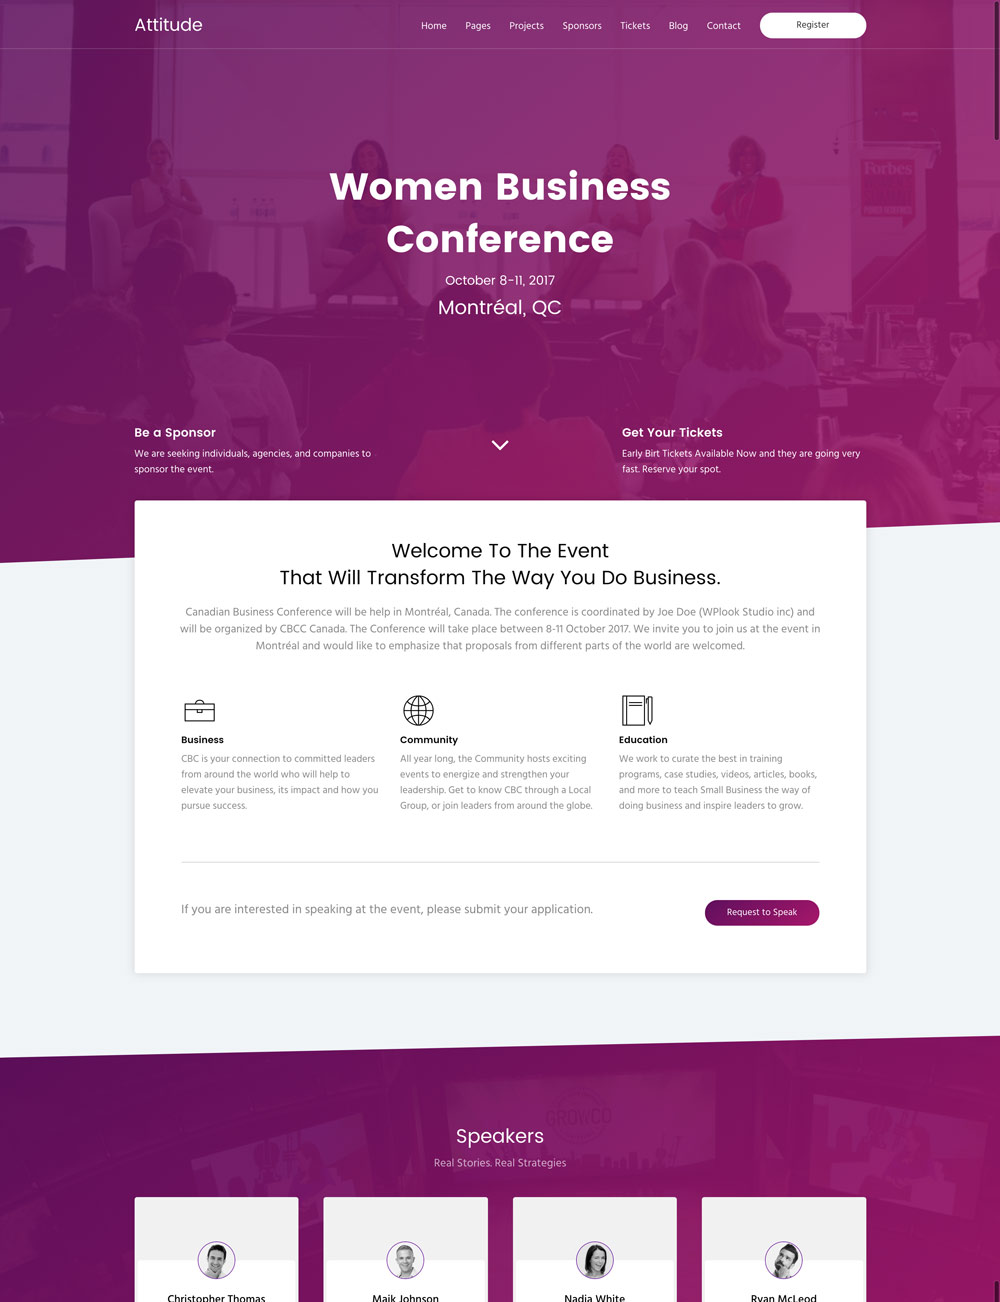 Attitude
Home Pages Projects Sponsors Tickets Blog Contact Register
Forbes
Women Business
Conference
October 8-11, 2017
Montréal, QC
Be a Sponsor
We are seeking individuals, agencies, and companies to
sponsor the event.
Get Your Tickets
Early Birt Tickets Available Now and they are going very
fast. Reserve your spot.
Welcome To The Event
That Will Transform The Way You Do Business.
Canadian Business Conference will be help in Montréal, Canada. The conference is coordinated by Joe Doe (WPlook Studio inc) and
will be organized by CBCC Canada. The Conference will take place between 8-11 October 2017. We invite you to join us at the event in
Montréal and would like to emphasize that proposals from different parts of the world are welcomed.
Business
CBC is your connection to committed leaders
from around the world who will help to
elevate your business, its impact and how you
pursue success.
Community
All year long, the Community hosts exciting
events to energize and strengthen your
leadership. Get to know CBC through a Local
Group, or join leaders from around the globe.
Education
We work to curate the best in training
programs, case studies, videos, articles, books,
and more to teach Small Business the way of
doing business and inspire leaders to grow.
If you are interested in speaking at the event, please submit your application.
Request to Speak
GROWCO
Speakers
Real Stories. Real Strategies
Christopher Thomas
Maik Johnson
Nadia White
Ryan McLeod